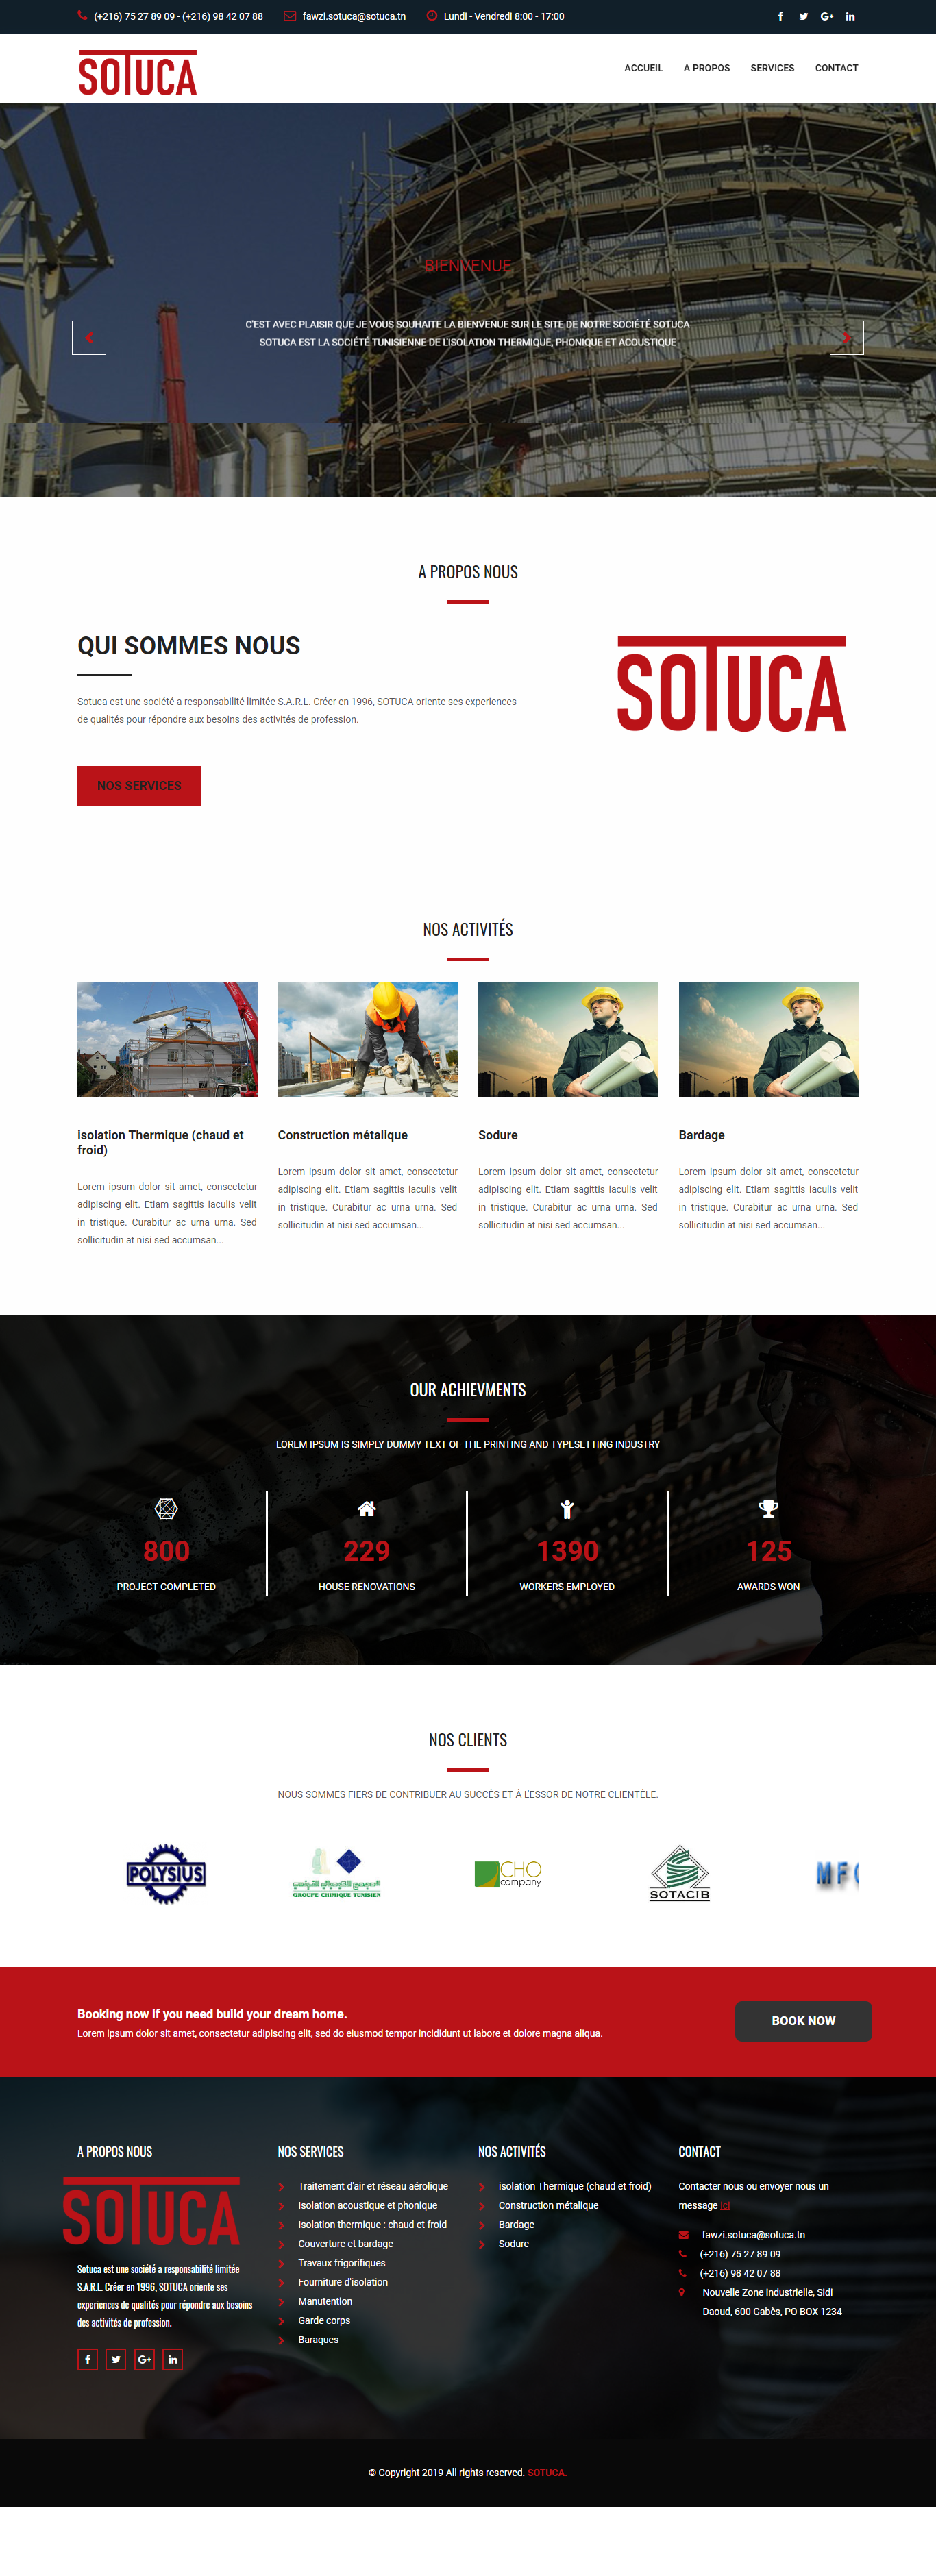 (+216) 75 27 89 09 - (+216) 98 42 07 88 fawzi.sotuca@sotuca.tn Lundi - Vendredi 8:00 - 17:00
SOTUCA
ACCUEIL A PROPOS SERVICES CONTACT
BIENVENUE
C'EST AVEC PLAISIR QUE JE VOUS SOUHAITE LA BIENVENUE SUR LE SITE DE NOTRE SOCIÉTÉ SOTUCA
SOTUCA EST LA SOCIÉTÉ TUNISIENNE DE L'ISOLATION THERMIQUE, PHONIQUE ET ACOUSTIQUE
A PROPOS NOUS
QUI SOMMES NOUS
Sotuca est une société a responsabilité limitée S.A.R.L. Créer en 1996, SOTUCA oriente ses experiences
de qualités pour répondre aux besoins des activités de profession.
NOS SERVICES
SOTUCA
NOS ACTIVITÉS
isolation Thermique (chaud et
froid)
Lorem ipsum dolor sit amet, consectetur
adipiscing elit. Etiam sagittis iaculis velit
in tristique. Curabitur ac urna urna. Sed
sollicitudin at nisi sed accumsan...
Construction métalique
Lorem ipsum dolor sit amet, consectetur
adipiscing elit. Etiam sagittis iaculis velit
in tristique. Curabitur ac urna urna. Sed
sollicitudin at nisi sed accumsan...
Sodure
Lorem ipsum dolor sit amet, consectetur
adipiscing elit. Etiam sagittis iaculis velit
in tristique. Curabitur ac urna urna. Sed
sollicitudin at nisi sed accumsan...
Bardage
Lorem ipsum dolor sit amet, consectetur
adipiscing elit. Etiam sagittis iaculis velit
in tristique. Curabitur ac urna urna. Sed
sollicitudin at nisi sed accumsan...
OUR ACHIEVMENTS
LOREM IPSUM IS SIMPLY DUMMY TEXT OF THE PRINTING AND TYPESETTING INDUSTRY
800
PROJECT COMPLETED
229
HOUSE RENOVATIONS
1390
WORKERS EMPLOYED
125
AWARDS WON
NOS CLIENTS
NOUS SOMMES FIERS DE CONTRIBUER AU SUCCÈS ET À L'ESSOR DE NOTRE CLIENTÈLE.
POLYSIUS
GROUPE CHIMIQUE TUNISIEN
CHO
company
SOTACIB
Booking now if you need build your dream home.
Lorem ipsum dolor sit amet, consectetur adipiscing elit, sed do eiusmod tempor incididunt ut labore et dolore magna aliqua.
BOOK NOW
A PROPOS NOUS
SOTUCA
Sotuca est une société a responsabilité limitée
S.A.R.L. Créer en 1996, SOTUCA oriente ses
experiences de qualités pour répondre aux besoins
des activités de profession.
NOS SERVICES
Traitement d'air et réseau aérolique
Isolation acoustique et phonique
Isolation thermique : chaud et froid
Couverture et bardage
Travaux frigorifiques
Fourniture d'isolation
Manutention
Garde corps
Baraques
NOS ACTIVITÉS
isolation Thermique (chaud et froid)
Construction métalique
Bardage
Sodure
CONTACT
Contacter nous ou envoyer nous un
message ici
fawzi.sotuca@sotuca.tn
(+216) 75 27 89 09
(+216) 98 42 07 88
Nouvelle Zone industrielle, Sidi
Daoud, 600 Gabès, PO BOX 1234
© Copyright 2019 All rights reserved. SOTUCA.